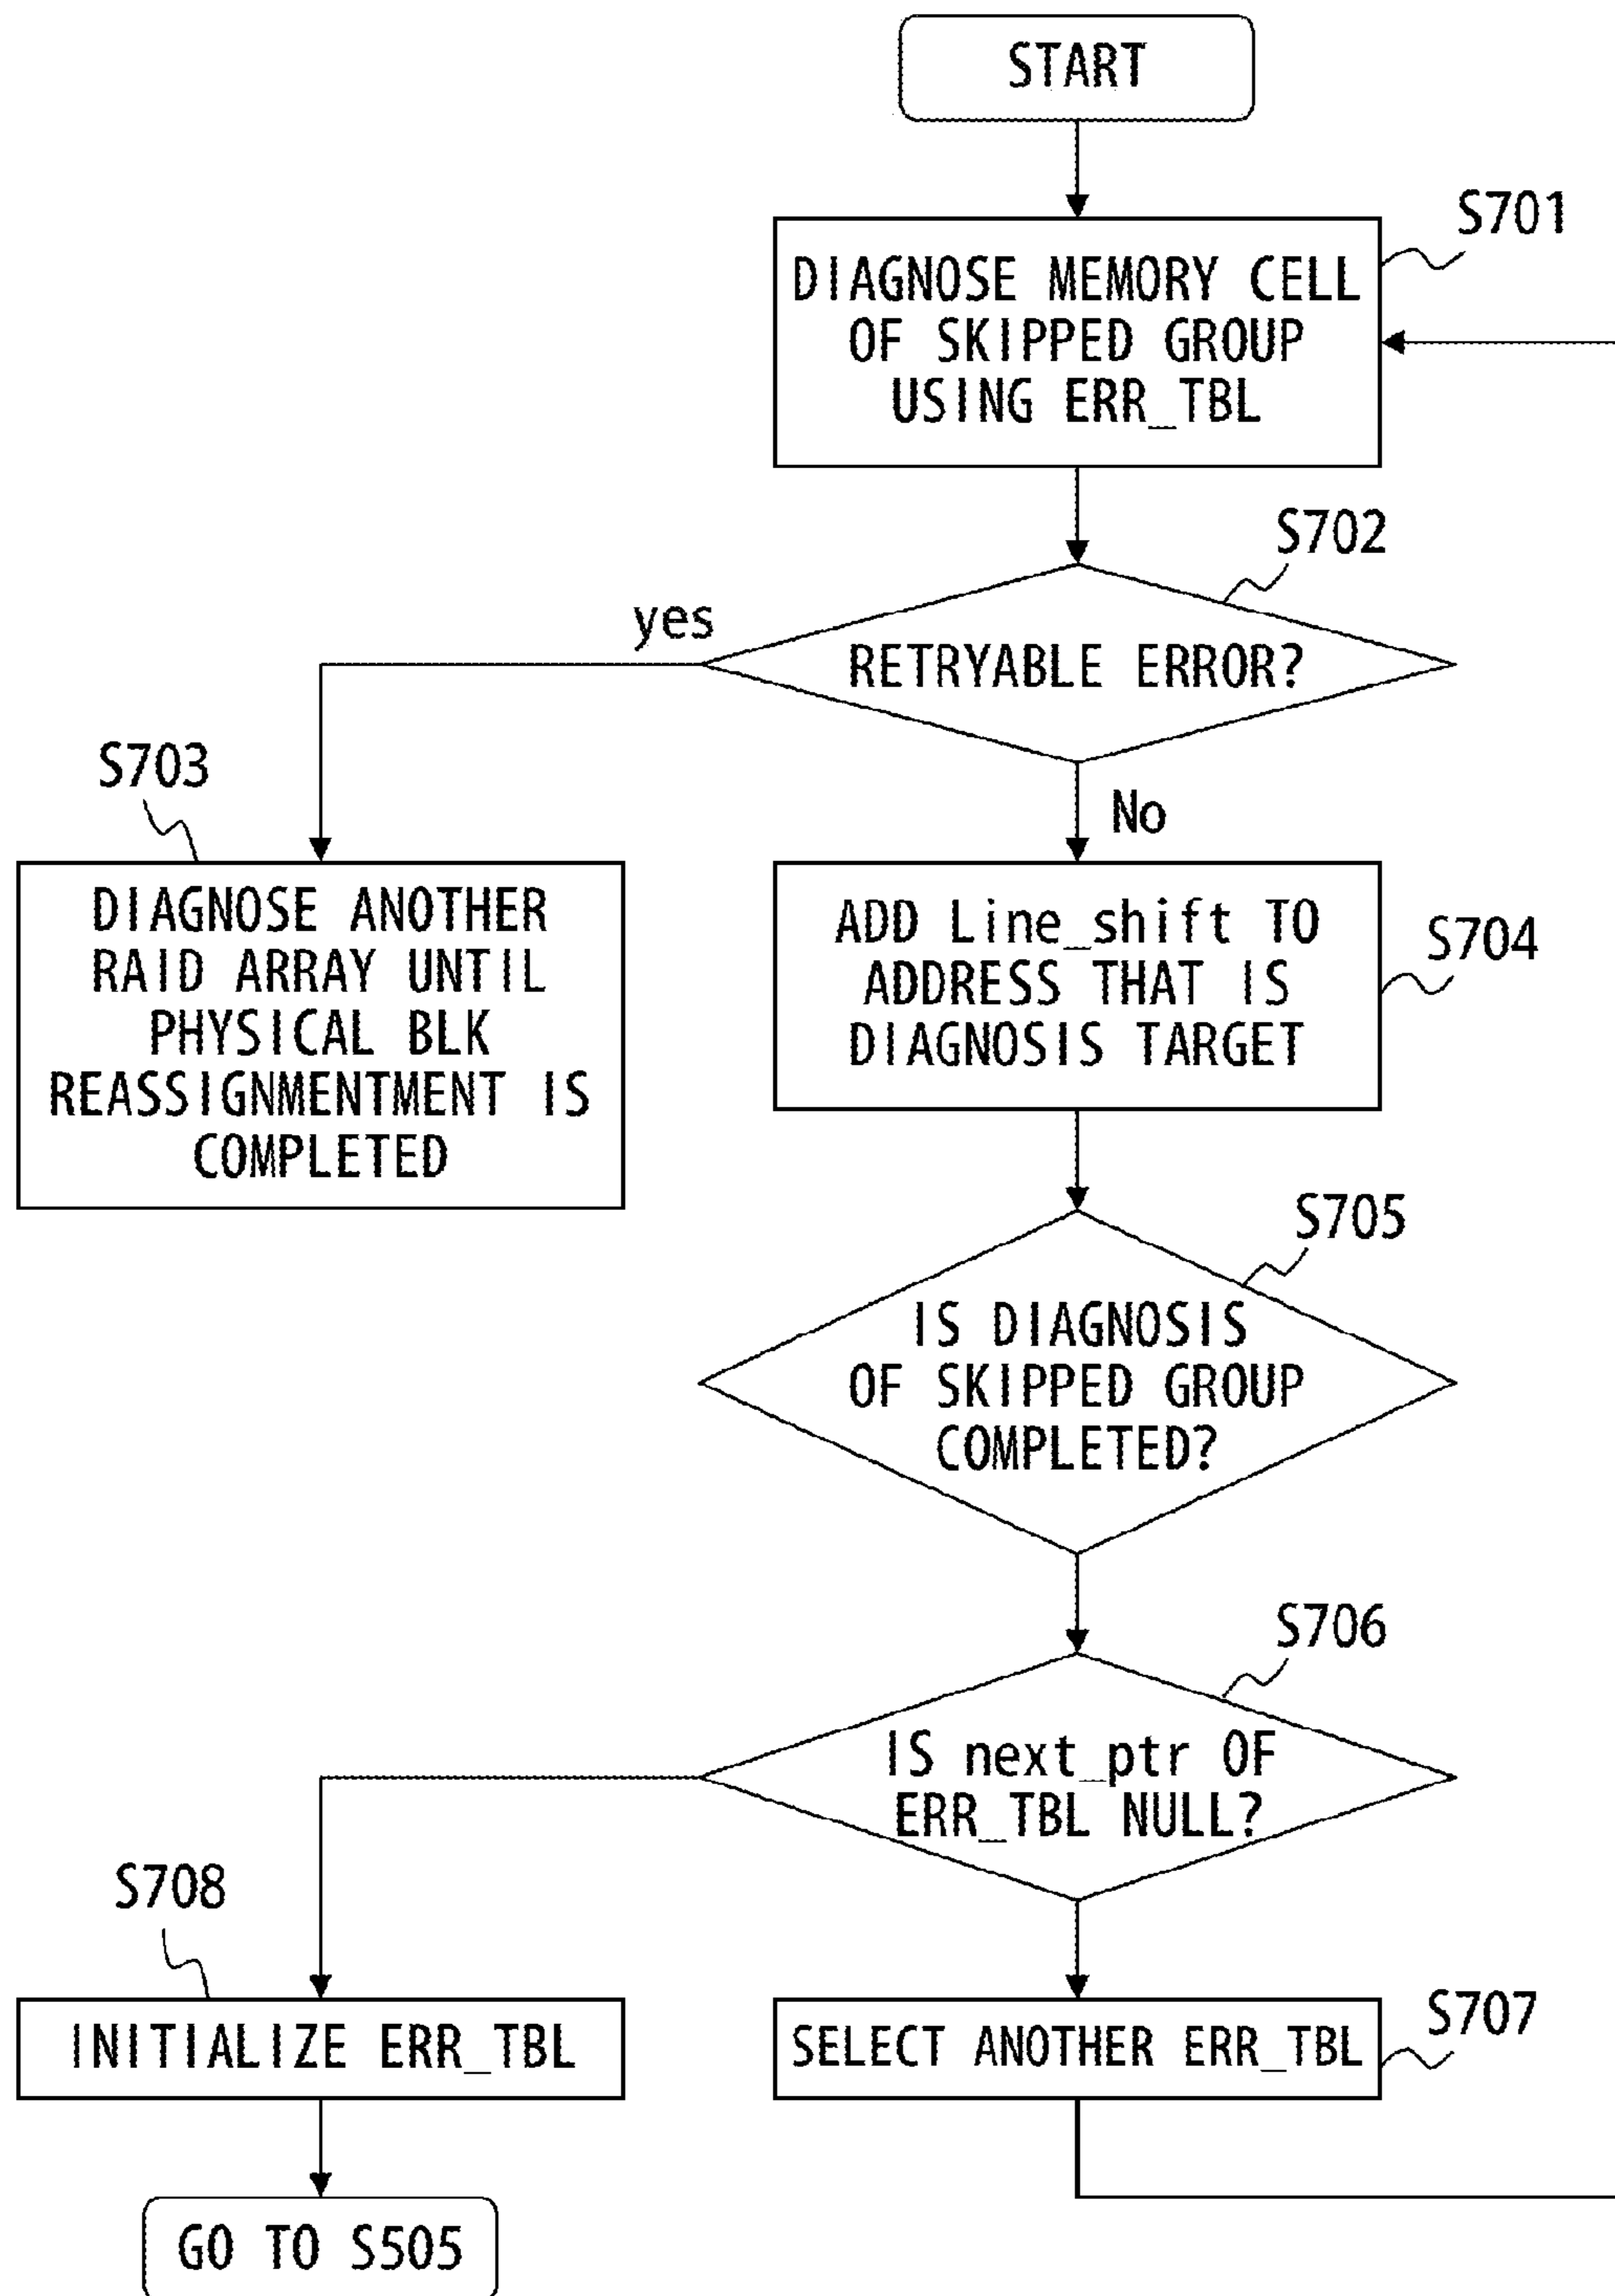 START
S701
DIAGNOSE MEMORY CELL
OF SKIPPED GROUP
USING ERR_TBL
S702
yes
RETRYABLE ERROR?
No
S703
DIAGNOSE ANOTHER
RAID ARRAY UNTIL
PHYSICAL BLK
REASSIGNMENTMENT IS
COMPLETED
ADD Line_shift TO
ADDRESS THAT IS
DIAGNOSIS TARGET
S704
S705
IS DIAGNOSIS
OF SKIPPED GROUP
COMPLETED?
S706
IS next_ptr OF
ERR_TBL NULL?
S708
INITIALIZE ERR_TBL
SELECT ANOTHER ERR_TBL
S707
GO TO S505